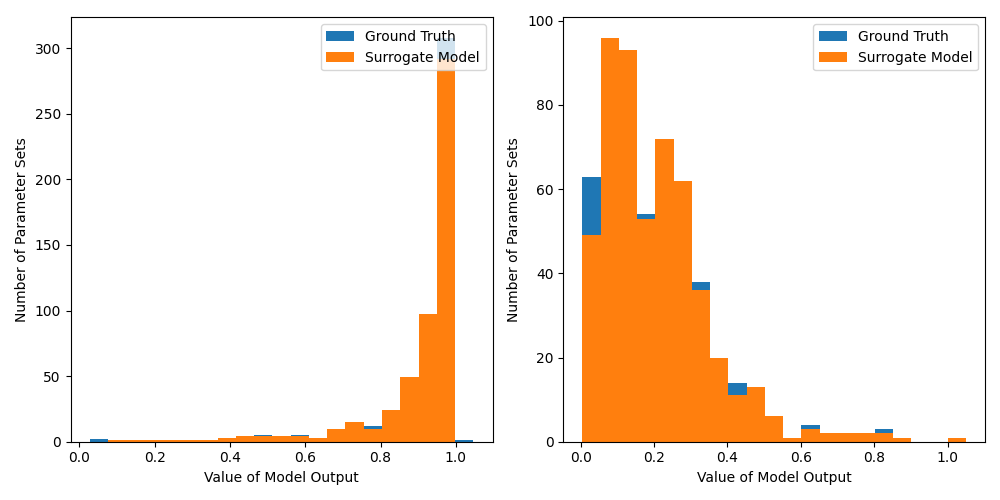 Ground Truth
Surrogate Model
Number of Parameter Sets
300
250
200
150
100
50
0
0.0 0.2 0.4 0.6 0.8 1.0
Value of Model Output
Ground Truth
Surrogate Model
Number of Parameter Sets
100
80
60
40
20
0
0.0 0.2 0.4 0.6 0.8 1.0
Value of Model Output